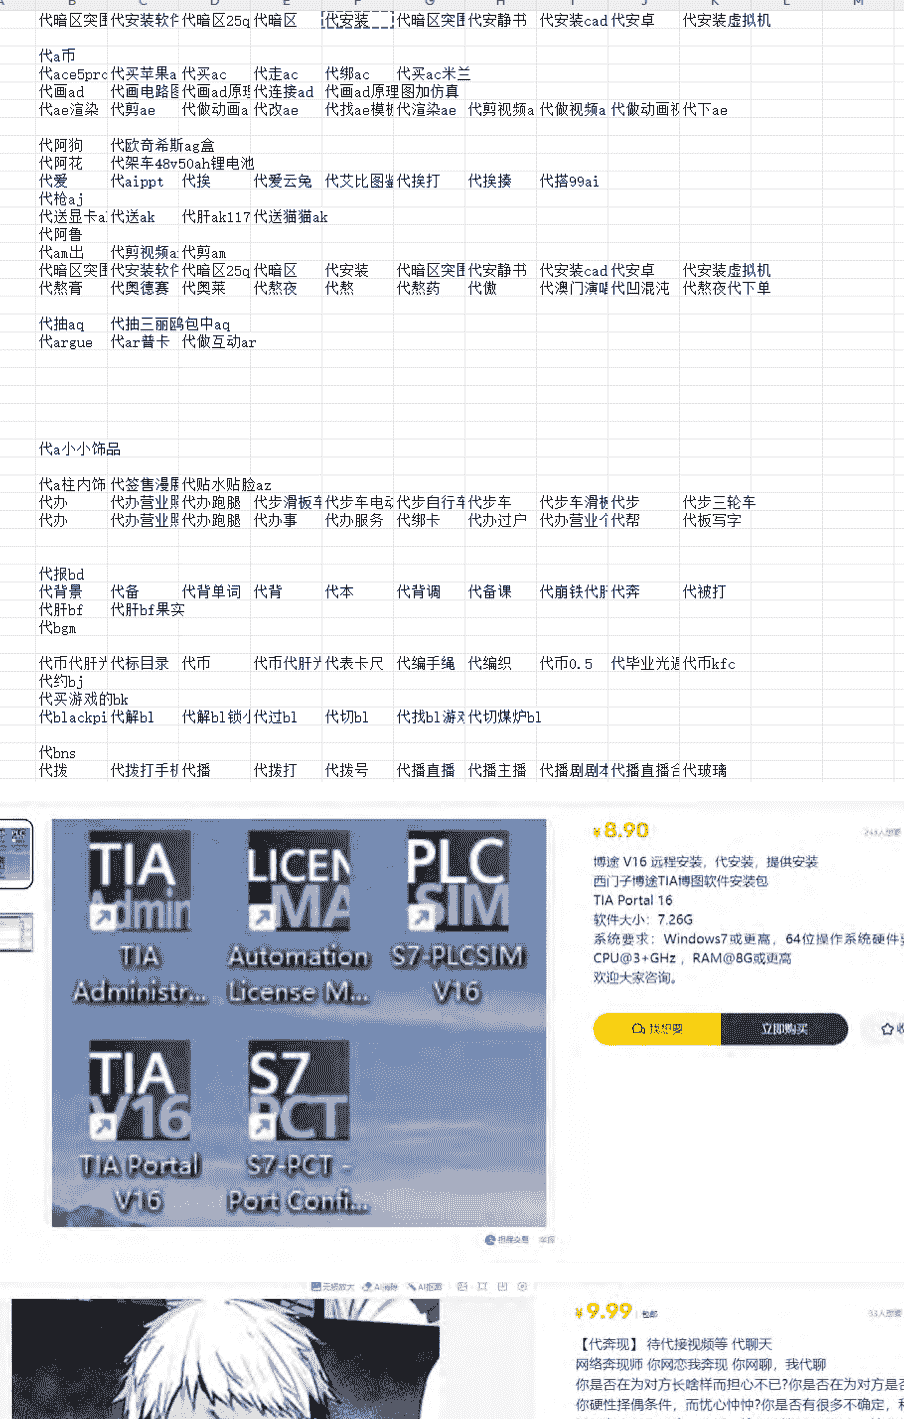 B C D E F G H I J K L M
代暗区突围 代安装软件 代暗区25q 代暗区 代安装 代暗区突围 代安静书 代安装cad 代安卓 代安装虚拟机
代a币
代ace5pro 代买苹果a 代买ac 代走ac 代绑ac 代买ac米兰
代画ad 代画电路图 代画ad原理 代连接ad 代画ad原理图加仿真
代ae渲染 代剪ae 代做动画a 代改ae 代找ae模板 代渲染ae 代剪视频a 代做视频a 代做动画视 代下ae
代阿狗 代欧奇希斯ag盒
代阿花 代架车48v50ah锂电池
代爱 代aippt 代挨 代爱云兔 代艾比图鉴 代挨打 代挨揍 代搭99ai
代枪aj
代送显卡a 代送ak 代肝ak117 代送猫猫ak
代阿鲁
代am出 代剪视频a 代剪am
代暗区突围 代安装软件 代暗区25q 代暗区 代安装 代暗区突围 代安静书 代安装cad 代安卓 代安装虚拟机
代熬膏 代奥德赛 代奥莱 代熬夜 代熬 代熬药 代傲 代澳门演唱 代凹混沌 代熬夜代下单
代抽aq 代抽三丽鸥包中aq
代argue 代ar普卡 代做互动ar
代a小小饰品
代a柱内饰 代签售漫展 代贴水贴脸az
代办 代办营业照 代办跑腿 代步滑板车 代步车电动 代步自行车 代步车 代步车滑板 代步 代步三轮车
代办 代办营业照 代办跑腿 代办事 代办服务 代绑卡 代办过户 代办营业个 代帮 代板写字
代报bd
代背景 代备 代背单词 代背 代本 代背调 代备课 代崩铁代肝 代奔 代被打
代肝bf 代肝bf果实
代bgm
代币代肝光 代标目录 代币 代币代肝光 代表卡尺 代编手绳 代编织 代币0.5 代毕业光遇 代币kfc
代约bj
代买游戏的bk
代blackpi 代解bl 代解bl锁小 代过bl 代切bl 代找bl游戏 代切煤炉bl
代bns
代拨 代拨打手机 代播 代拨打 代拨号 代播直播 代播主播 代播剧剧本 代播直播台 代玻璃
¥8.90
博途 V16 远程安装，代安装，提供安装
西门子博途TIA博图软件安装包
TIA Portal 16
软件大小：7.26G
系统要求：Windows7或更高，64位操作系统硬件要
CPU@3+GHz，RAM@8G或更高
欢迎大家咨询。
我想要 立即购买 收
TIA Admin LICEN MA PLC SIM
TIA Administr... Automation License M... S7-PLCSIM V16
TIA V16 S7 PCT
TIA Portal V16 S7-PCT - Port Confi...
无损放大 AI消除 AI抠图
¥9.99 包邮 33人想要
【代奔现】 待代接视频等 代聊天
网络奔现师 你网恋我奔现 你网聊，我代聊
你是否在为对方长啥样而担心不已?你是否在为对方是否
你硬性择偶条件，而忧心忡忡?你是否有很多不确定，